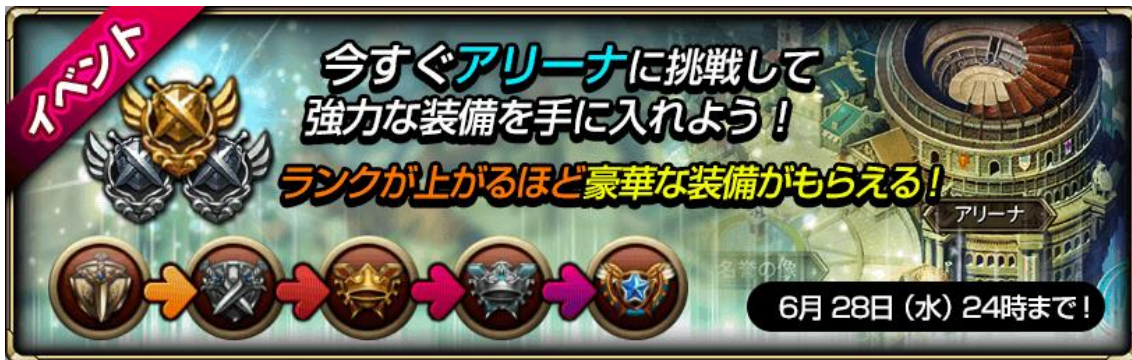 イベント
今すぐアリーナに挑戦して
強力な装備を手に入れよう!
ランクが上がるほど豪華な装備がもらえる!
アリーナ
名誉の像
6月28日(水)24時まで!